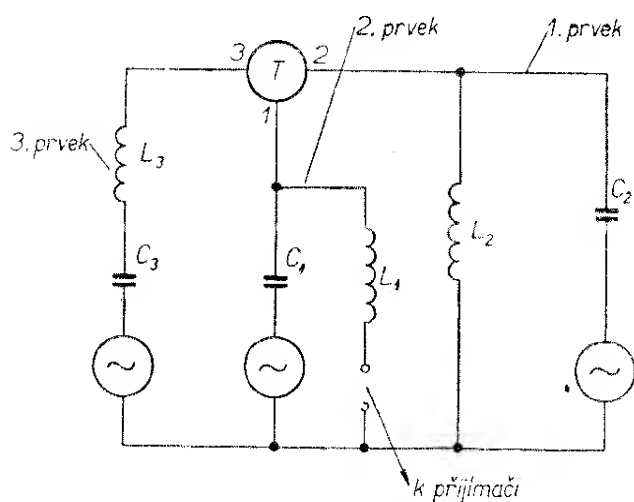 2. prvek
1. prvek
3
T
2
1
3. prvek
L3
C3
C1
L1
L2
C2
k přijímači